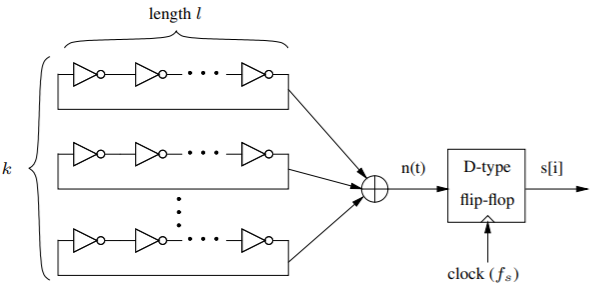 length l
k
n(t)
D-type
flip-flop
s[i]
clock (fₛ)